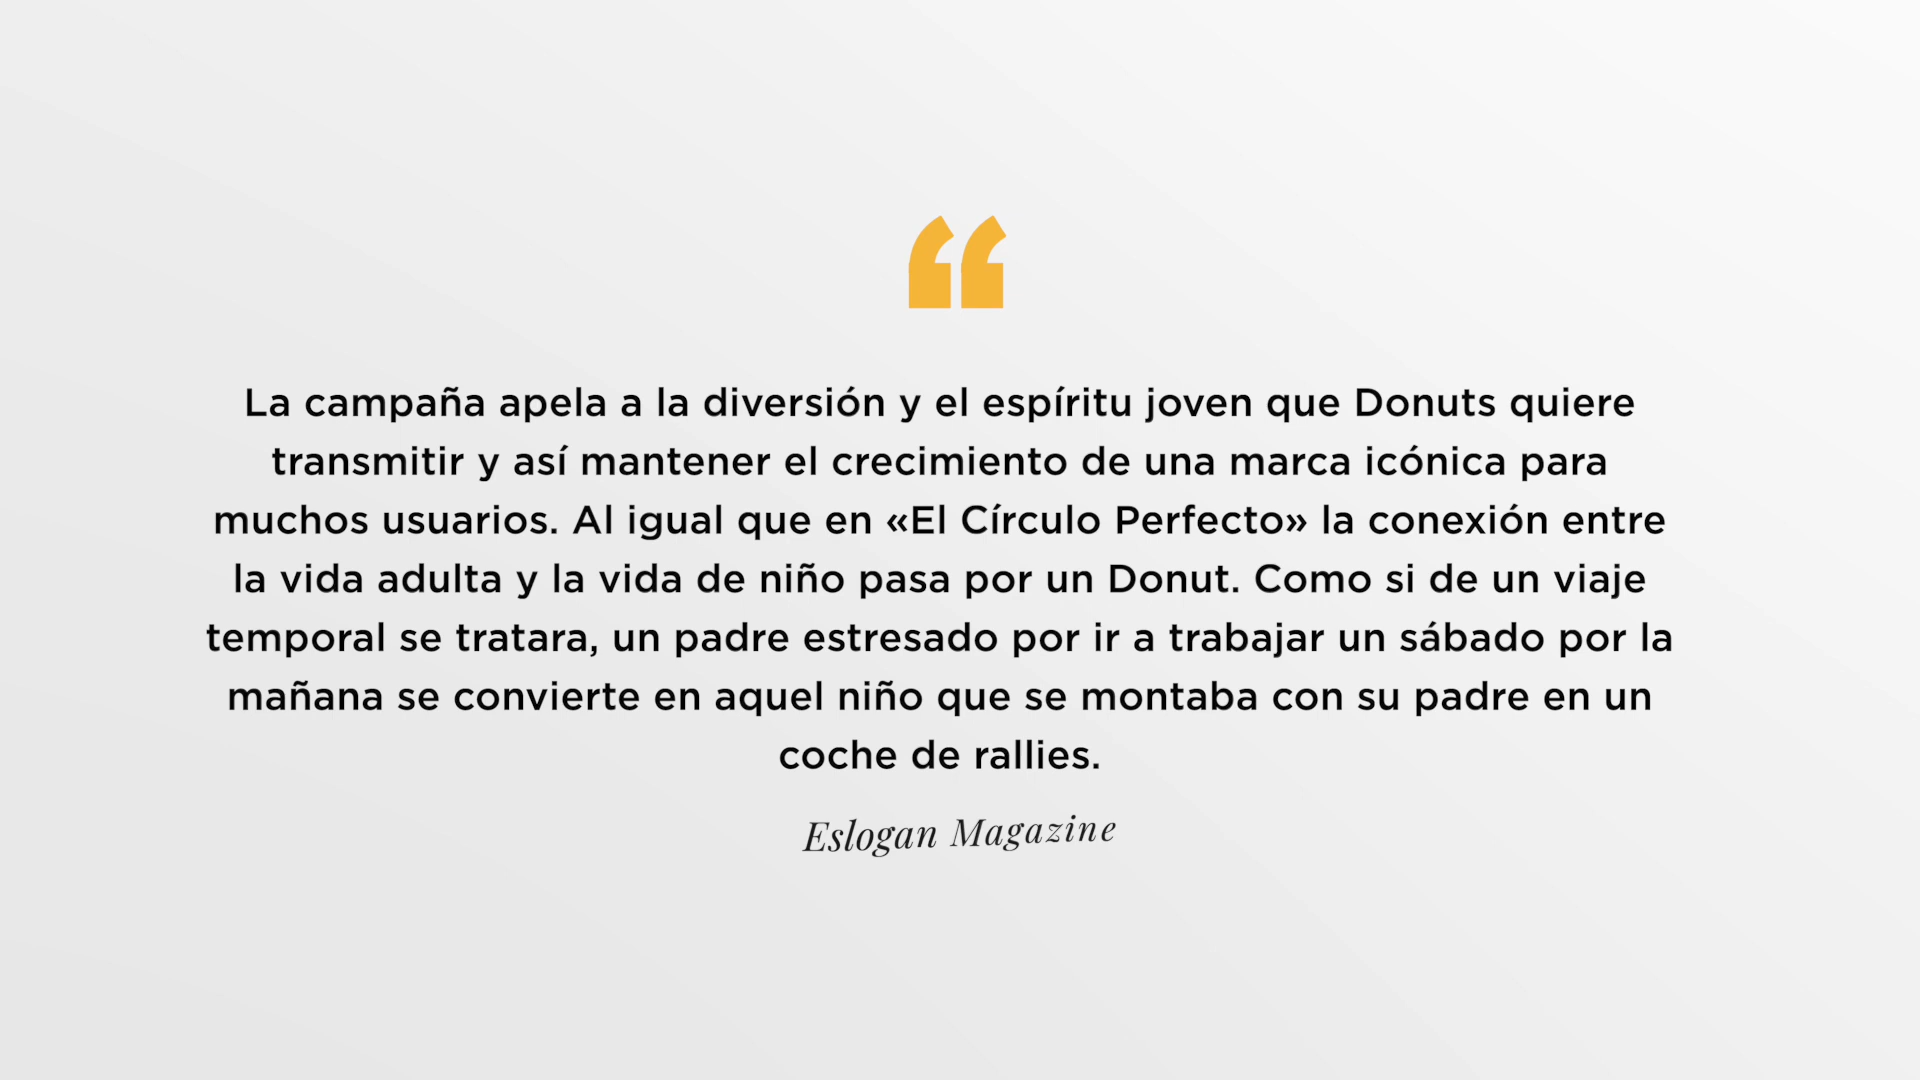 “
La campaña apela a la diversión y el espíritu joven que Donuts quiere
transmitir y así mantener el crecimiento de una marca icónica para
muchos usuarios. Al igual que en «El Círculo Perfecto» la conexión entre
la vida adulta y la vida de niño pasa por un Donut. Como si de un viaje
temporal se tratara, un padre estresado por ir a trabajar un sábado por la
mañana se convierte en aquel niño que se montaba con su padre en un
coche de rallies.
Eslogan Magazine